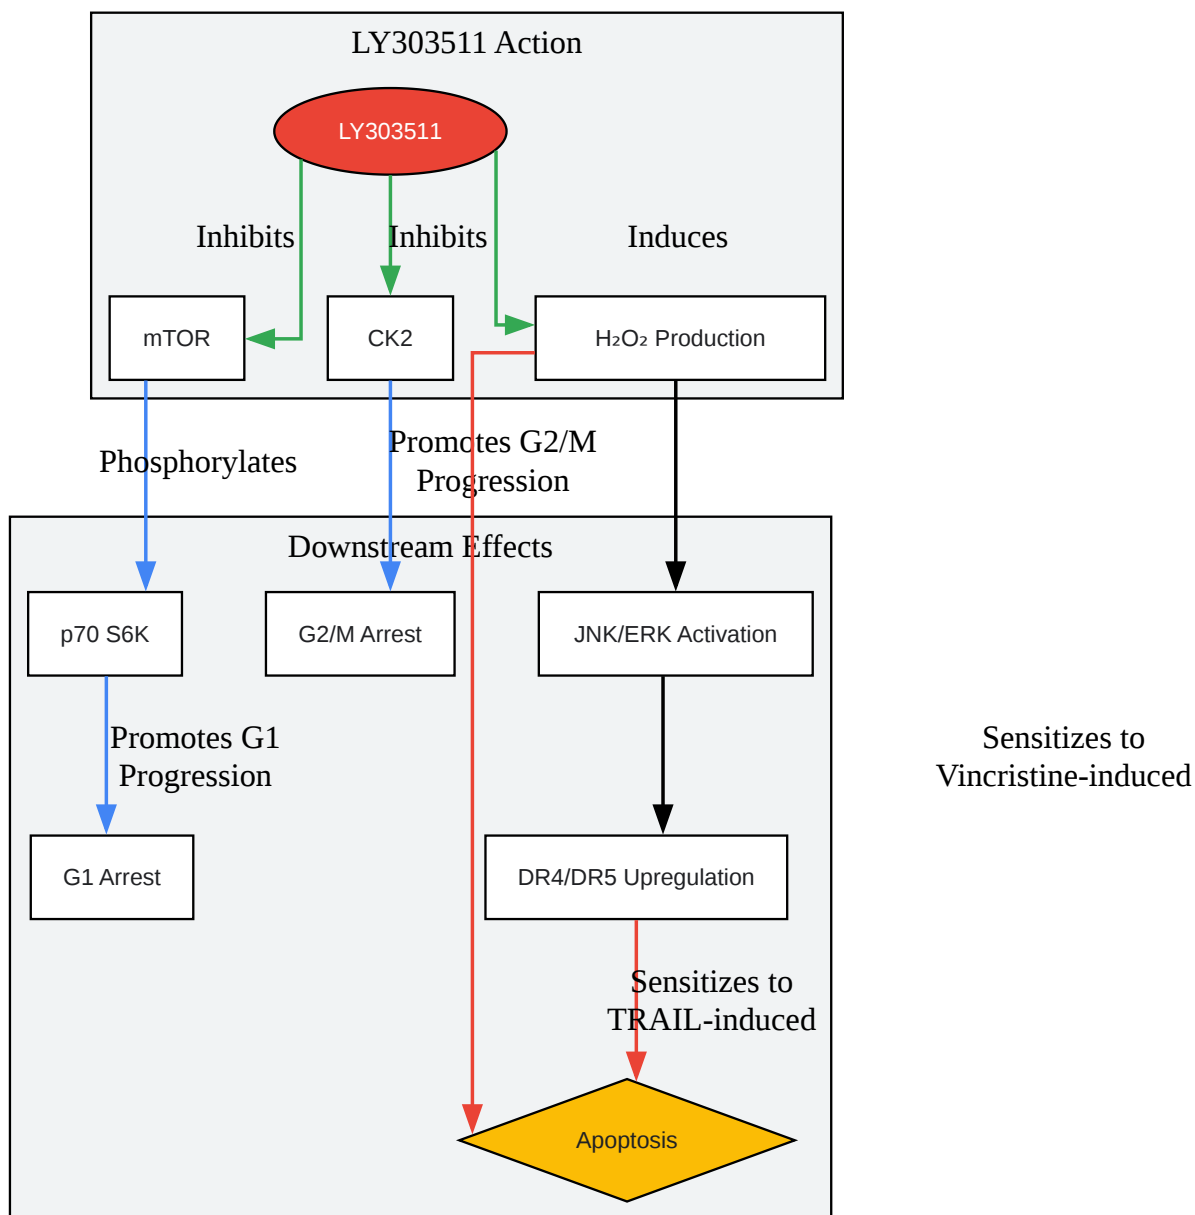 LY303511 Action
LY303511
Inhibits
Inhibits
Induces
mTOR
CK2
H₂O₂ Production
Phosphorylates
Promotes G2/M
Progression
Downstream Effects
p70 S6K
G2/M Arrest
JNK/ERK Activation
Promotes G1
Progression
Sensitizes to
Vincristine-induced
G1 Arrest
DR4/DR5 Upregulation
Sensitizes to
TRAIL-induced
Apoptosis